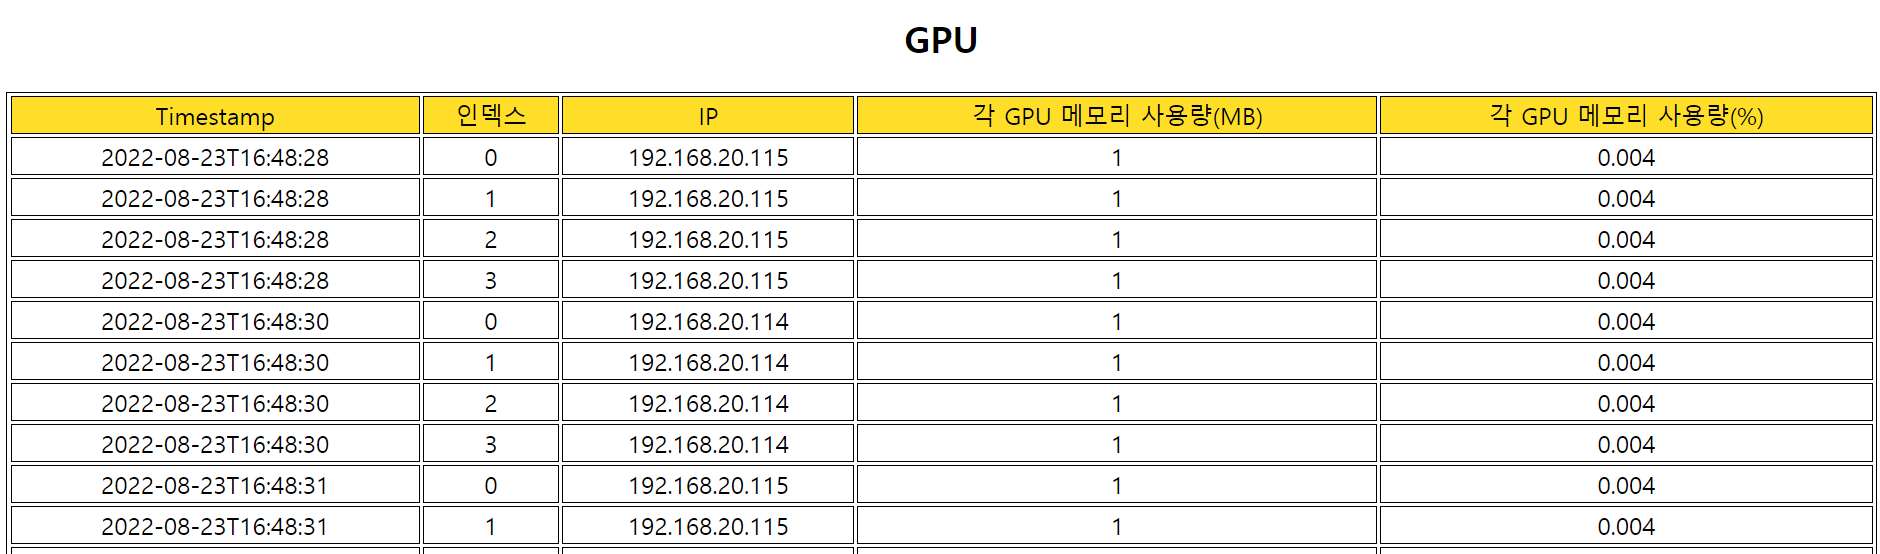 GPU
Timestamp 인덱스 IP 각 GPU 메모리 사용량(MB) 각 GPU 메모리 사용량(%)
2022-08-23T16:48:28 0 192.168.20.115 1 0.004
2022-08-23T16:48:28 1 192.168.20.115 1 0.004
2022-08-23T16:48:28 2 192.168.20.115 1 0.004
2022-08-23T16:48:28 3 192.168.20.115 1 0.004
2022-08-23T16:48:30 0 192.168.20.114 1 0.004
2022-08-23T16:48:30 1 192.168.20.114 1 0.004
2022-08-23T16:48:30 2 192.168.20.114 1 0.004
2022-08-23T16:48:30 3 192.168.20.114 1 0.004
2022-08-23T16:48:31 0 192.168.20.115 1 0.004
2022-08-23T16:48:31 1 192.168.20.115 1 0.004